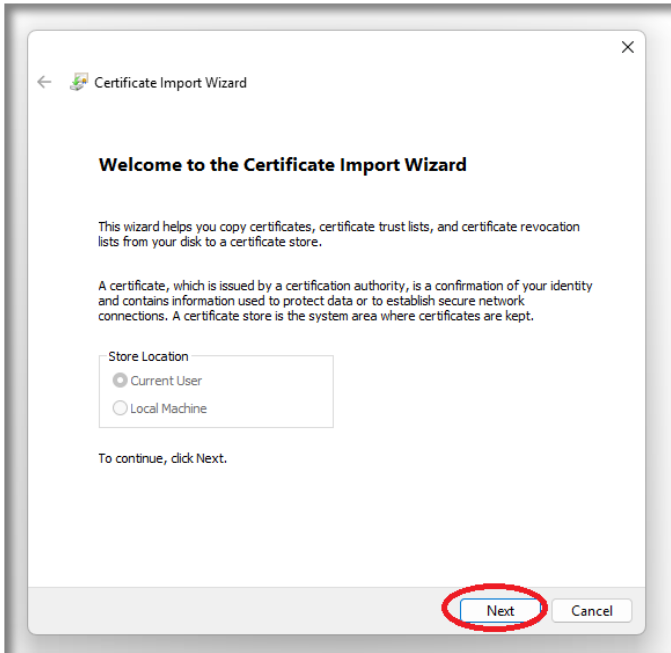 Certificate Import Wizard
Welcome to the Certificate Import Wizard
This wizard helps you copy certificates, certificate trust lists, and certificate revocation
lists from your disk to a certificate store.
A certificate, which is issued by a certification authority, is a confirmation of your identity
and contains information used to protect data or to establish secure network
connections. A certificate store is the system area where certificates are kept.
Store Location
Current User
Local Machine
To continue, click Next.
Next Cancel